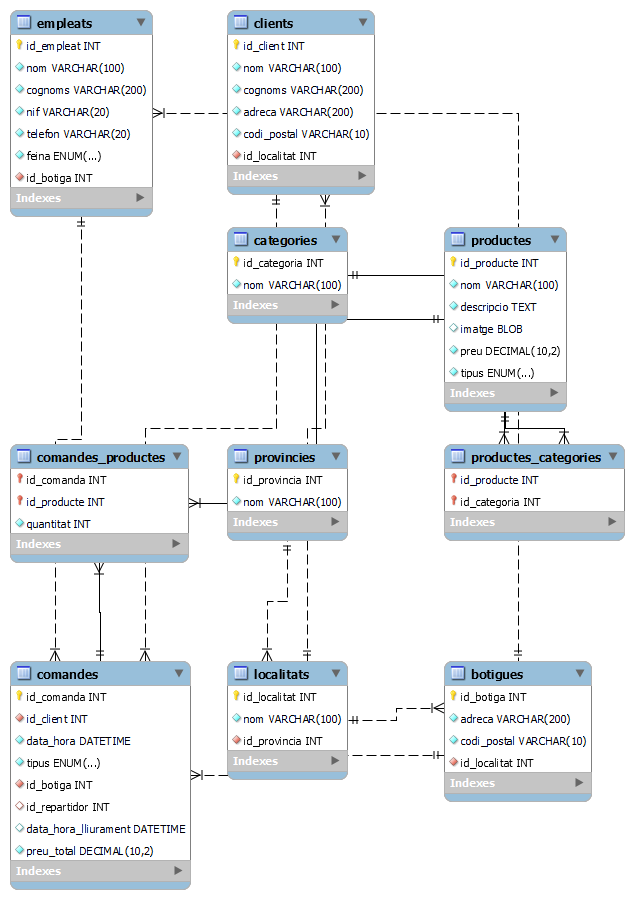 empleats
id_empleat INT
nom VARCHAR(100)
cognoms VARCHAR(200)
nif VARCHAR(20)
telefon VARCHAR(20)
feina ENUM(...)
id_botiga INT
Indexes
clients
id_client INT
nom VARCHAR(100)
cognoms VARCHAR(200)
adreca VARCHAR(200)
codi_postal VARCHAR(10)
id_localitat INT
Indexes
categories
id_categoria INT
nom VARCHAR(100)
Indexes
productes
id_producte INT
nom VARCHAR(100)
descripcio TEXT
imatge BLOB
preu DECIMAL(10,2)
tipus ENUM(...)
Indexes
comandes_productes
id_comanda INT
id_producte INT
quantitat INT
Indexes
provincies
id_provincia INT
nom VARCHAR(100)
Indexes
productes_categories
id_producte INT
id_categoria INT
Indexes
comandes
id_comanda INT
id_client INT
data_hora DATETIME
tipus ENUM(...)
id_botiga INT
id_repartidor INT
data_hora_lliurament DATETIME
preu_total DECIMAL(10,2)
Indexes
localitats
id_localitat INT
nom VARCHAR(100)
id_provincia INT
Indexes
botigues
id_botiga INT
adreca VARCHAR(200)
codi_postal VARCHAR(10)
id_localitat INT
Indexes